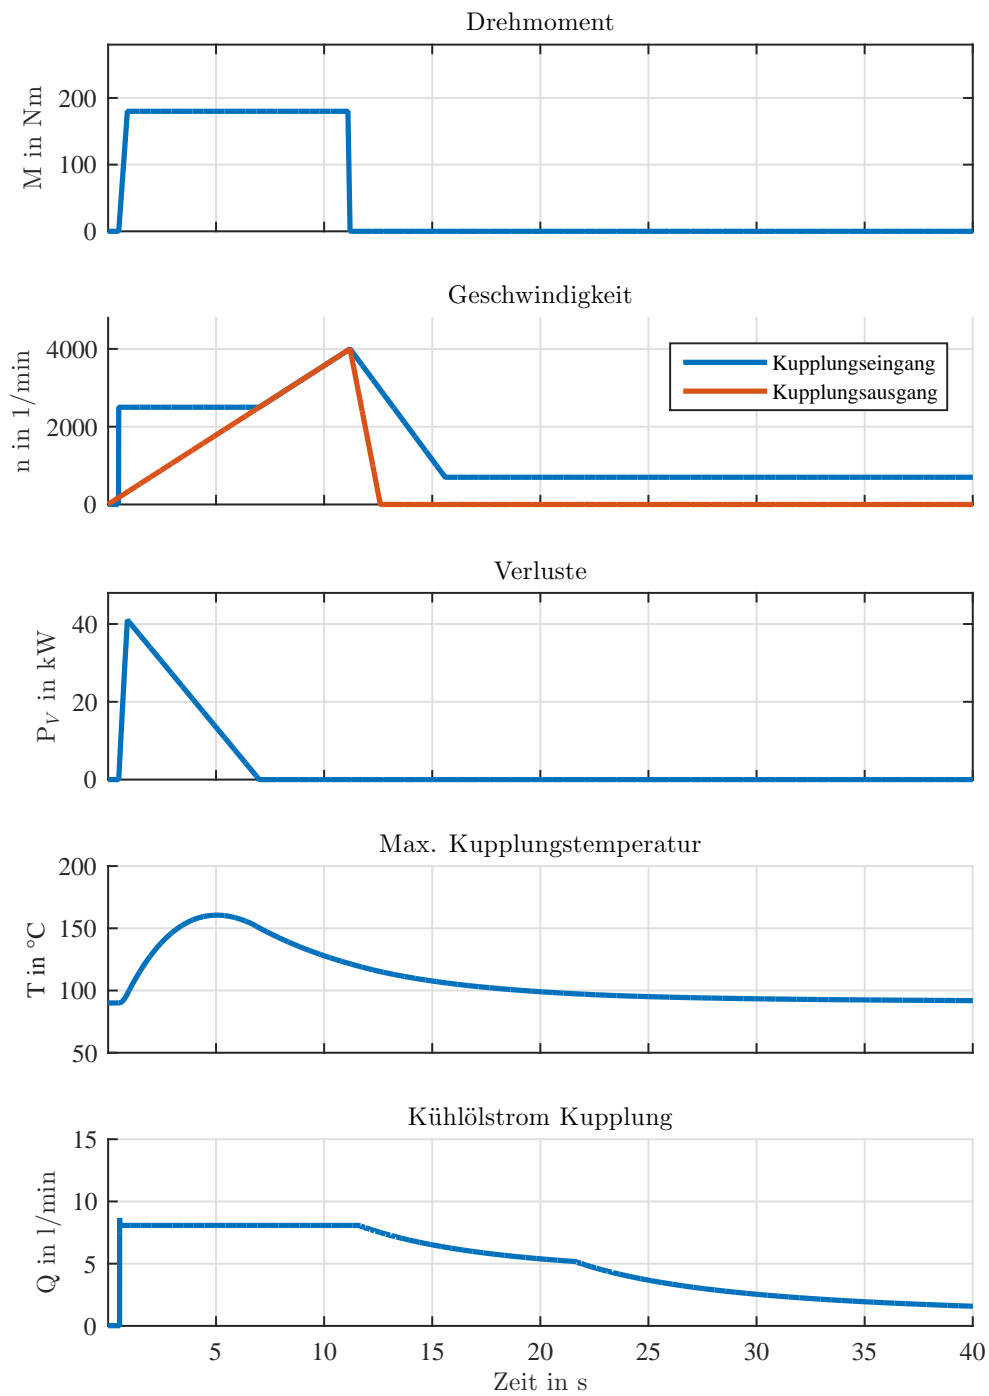 Drehmoment
200
100
0
M in Nm
Geschwindigkeit
4000
2000
0
n in 1/min
Kupplungseingang
Kupplungsausgang
Verluste
40
20
0
P_V in kW
Max. Kupplungstemperatur
200
150
100
50
T in °C
Kühlölstrom Kupplung
15
10
5
0
Q in l/min
5 10 15 20 25 30 35 40
Zeit in s